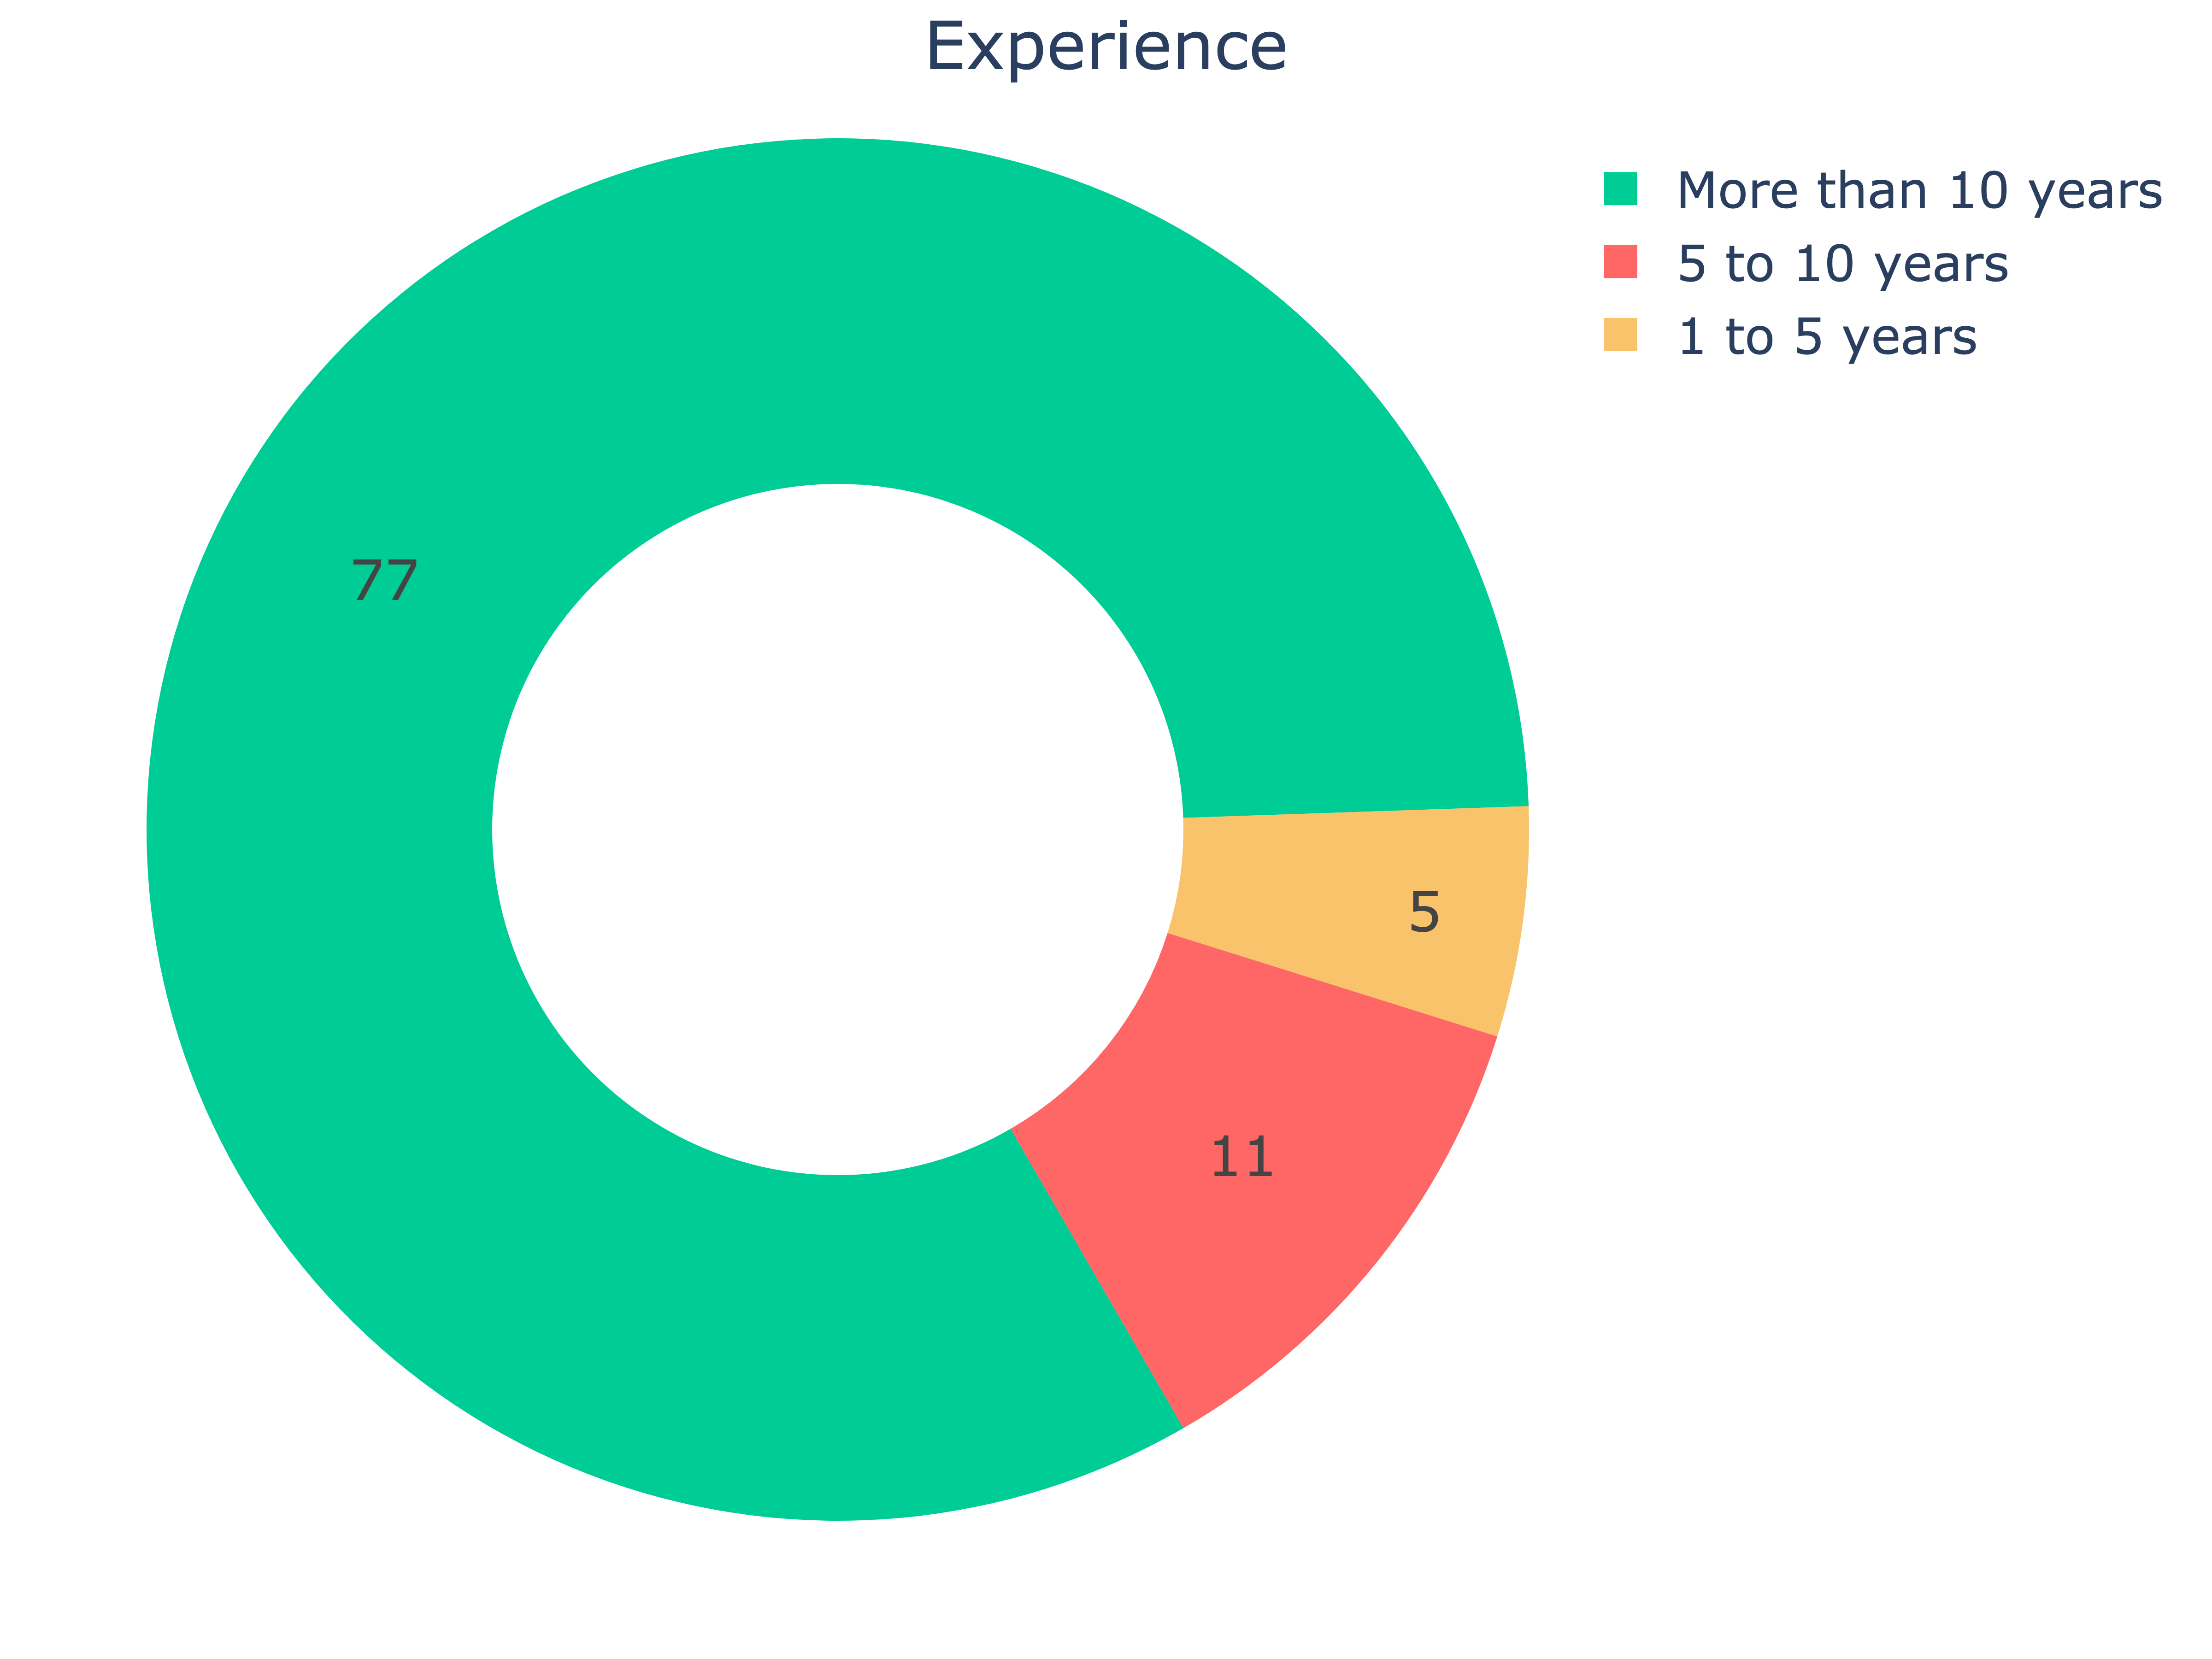 Experience
More than 10 years
5 to 10 years
1 to 5 years
77
5
11